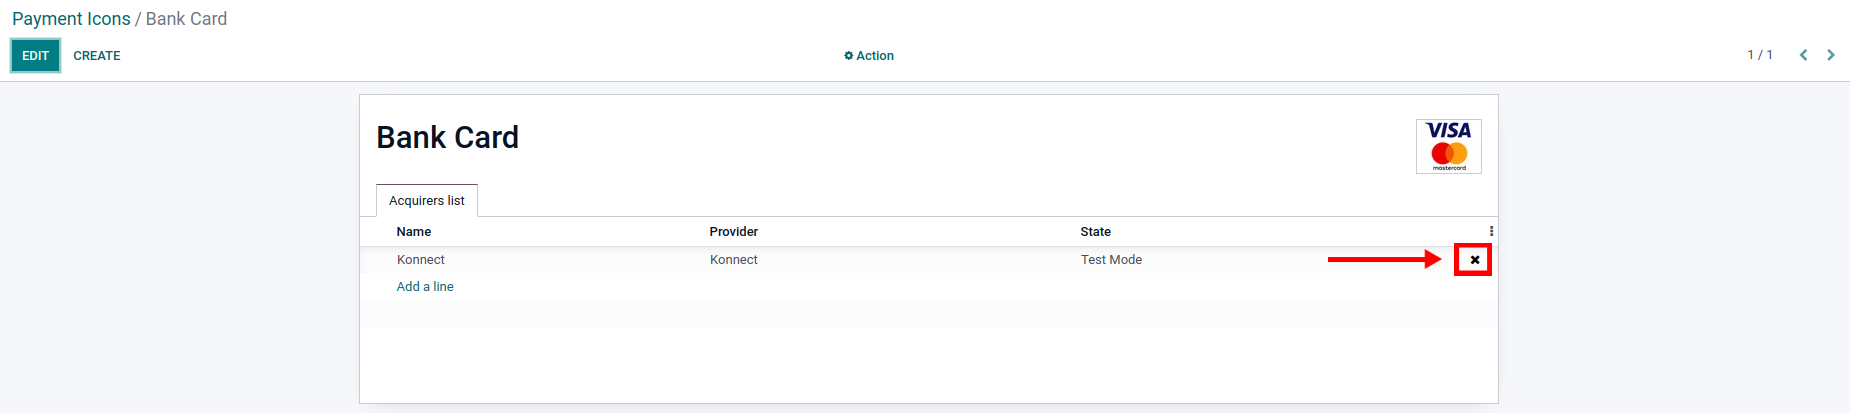 Payment Icons / Bank Card
EDIT CREATE Action 1 / 1
Bank Card
VISA
mastercard
Acquirers list
Name Provider State
Konnect Konnect Test Mode
Add a line